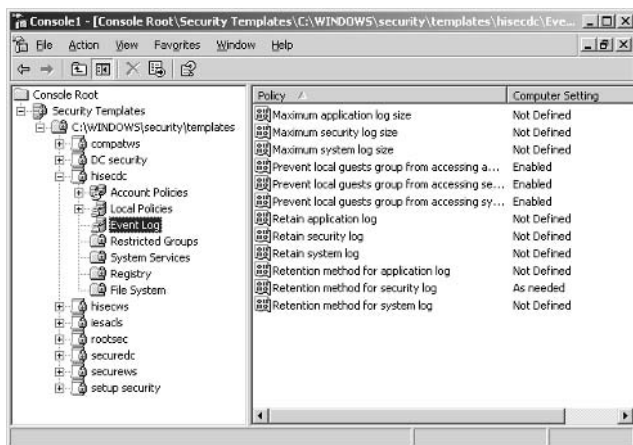 Console1 - [Console Root\Security Templates\C:\WINDOWS\security\templates\hisecdc\Eve...
File Action View Favorites Window Help
Console Root
Security Templates
C:\WINDOWS\security\templates
compatws
DC security
hisecdc
Account Policies
Local Policies
Event Log
Restricted Groups
System Services
Registry
File System
hisecws
iesacls
rootsec
securedc
securews
setup security
Policy Computer Setting
Maximum application log size Not Defined
Maximum security log size Not Defined
Maximum system log size Not Defined
Prevent local guests group from accessing a... Enabled
Prevent local guests group from accessing se... Enabled
Prevent local guests group from accessing sy... Enabled
Retain application log Not Defined
Retain security log Not Defined
Retain system log Not Defined
Retention method for application log Not Defined
Retention method for security log As needed
Retention method for system log Not Defined